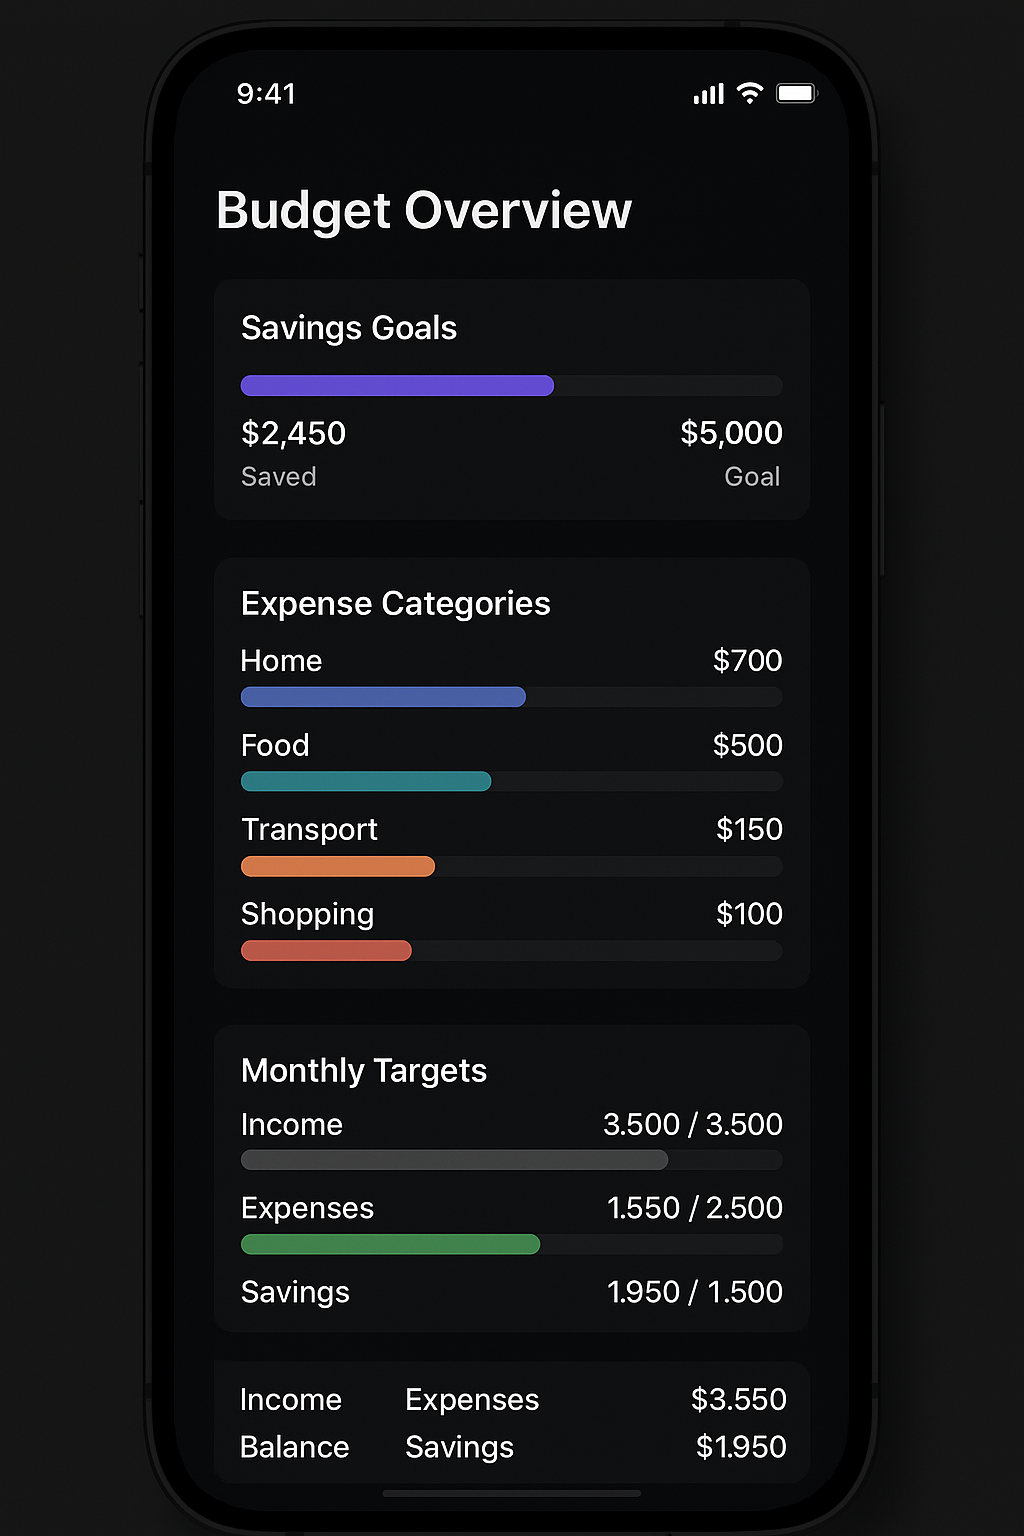 9:41
Budget Overview
Savings Goals
$2,450 $5,000
Saved Goal
Expense Categories
Home $700
Food $500
Transport $150
Shopping $100
Monthly Targets
Income 3.500 / 3.500
Expenses 1.550 / 2.500
Savings 1.950 / 1.500
Income Expenses $3.550
Balance Savings $1.950